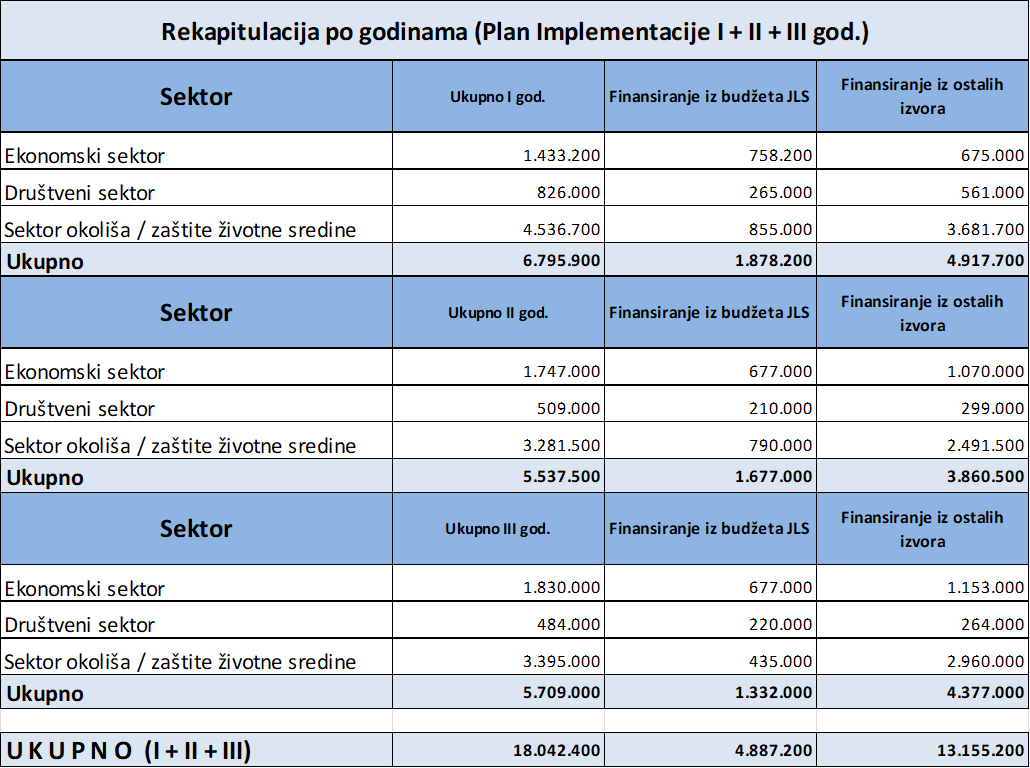 Rekapitulacija po godinama (Plan Implementacije I + II + III god.)
Sektor Ukupno I god. Finansiranje iz budžeta JLS Finansiranje iz ostalih izvora
Ekonomski sektor 1.433.200 758.200 675.000
Društveni sektor 826.000 265.000 561.000
Sektor okoliša / zaštite životne sredine 4.536.700 855.000 3.681.700
Ukupno 6.795.900 1.878.200 4.917.700
Sektor Ukupno II god. Finansiranje iz budžeta JLS Finansiranje iz ostalih izvora
Ekonomski sektor 1.747.000 677.000 1.070.000
Društveni sektor 509.000 210.000 299.000
Sektor okoliša / zaštite životne sredine 3.281.500 790.000 2.491.500
Ukupno 5.537.500 1.677.000 3.860.500
Sektor Ukupno III god. Finansiranje iz budžeta JLS Finansiranje iz ostalih izvora
Ekonomski sektor 1.830.000 677.000 1.153.000
Društveni sektor 484.000 220.000 264.000
Sektor okoliša / zaštite životne sredine 3.395.000 435.000 2.960.000
Ukupno 5.709.000 1.332.000 4.377.000
U K U P N O (I + II + III) 18.042.400 4.887.200 13.155.200